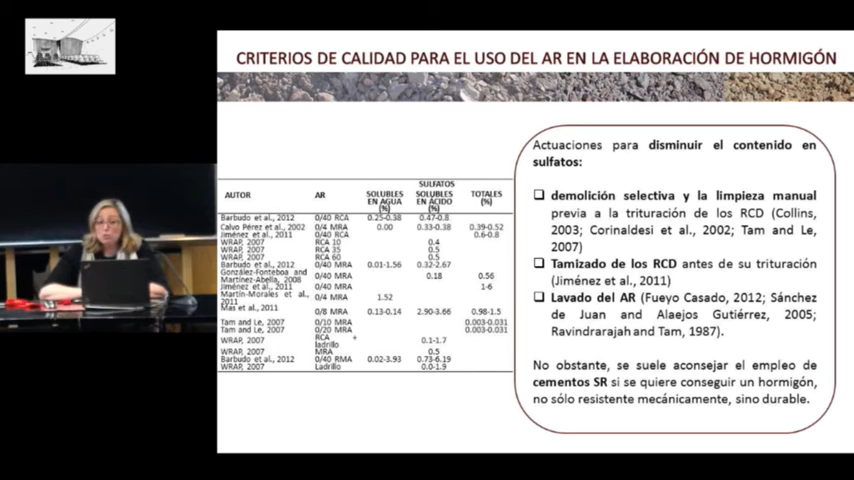 CRITERIOS DE CALIDAD PARA EL USO DEL AR EN LA ELABORACIÓN DE HORMIGÓN
SULFATOS
AUTOR AR SOLUBLES EN AGUA (%) SOLUBLES EN ÁCIDO (%) TOTALES (%)
Barbudo et al., 2012 0/40 RCA 0.25-0.38 0.47-0.8
Calvo Pérez et al., 2002 0/4 MRA 0.00 0.33-0.38 0.39-0.52
Jiménez et al., 2011 0/40 RCA 0.6-0.8
WRAP, 2007 RCA 10 0.4
WRAP, 2007 RCA 35 0.5
WRAP, 2007 RCA 60 0.5
Barbudo et al., 2012 0/40 MRA 0.01-1.56 0.32-2.67
González-Fonteboa and Martínez-Abella, 2008 0/40 MRA 0.18 0.56
Jiménez et al., 2011 0/40 MRA 1-6
Martín-Morales et al., 2011 0/4 MRA 1.52
Mas et al., 2011 0/8 MRA 0.13-0.14 2.90-3.66 0.98-1.5
Tam and Le, 2007 0/10 MRA 0.003-0.031
Tam and Le, 2007 0/20 MRA 0.003-0.031
WRAP, 2007 RCA + ladrillo 0.1-1.7
WRAP, 2007 MRA 0.5
Barbudo et al., 2012 0/40 RMA 0.02-3.93 0.73-6.19
WRAP, 2007 Ladrillo 0.0-1.9
Actuaciones para disminuir el contenido en
sulfatos:
❑ demolición selectiva y la limpieza manual
previa a la trituración de los RCD (Collins,
2003; Corinaldesi et al., 2002; Tam and Le,
2007)
❑ Tamizado de los RCD antes de su trituración
(Jiménez et al., 2011)
❑ Lavado del AR (Fueyo Casado, 2012; Sánchez
de Juan and Alaejos Gutiérrez, 2005;
Ravindrarajah and Tam, 1987).
No obstante, se suele aconsejar el empleo de
cementos SR si se quiere conseguir un hormigón,
no sólo resistente mecánicamente, sino durable.